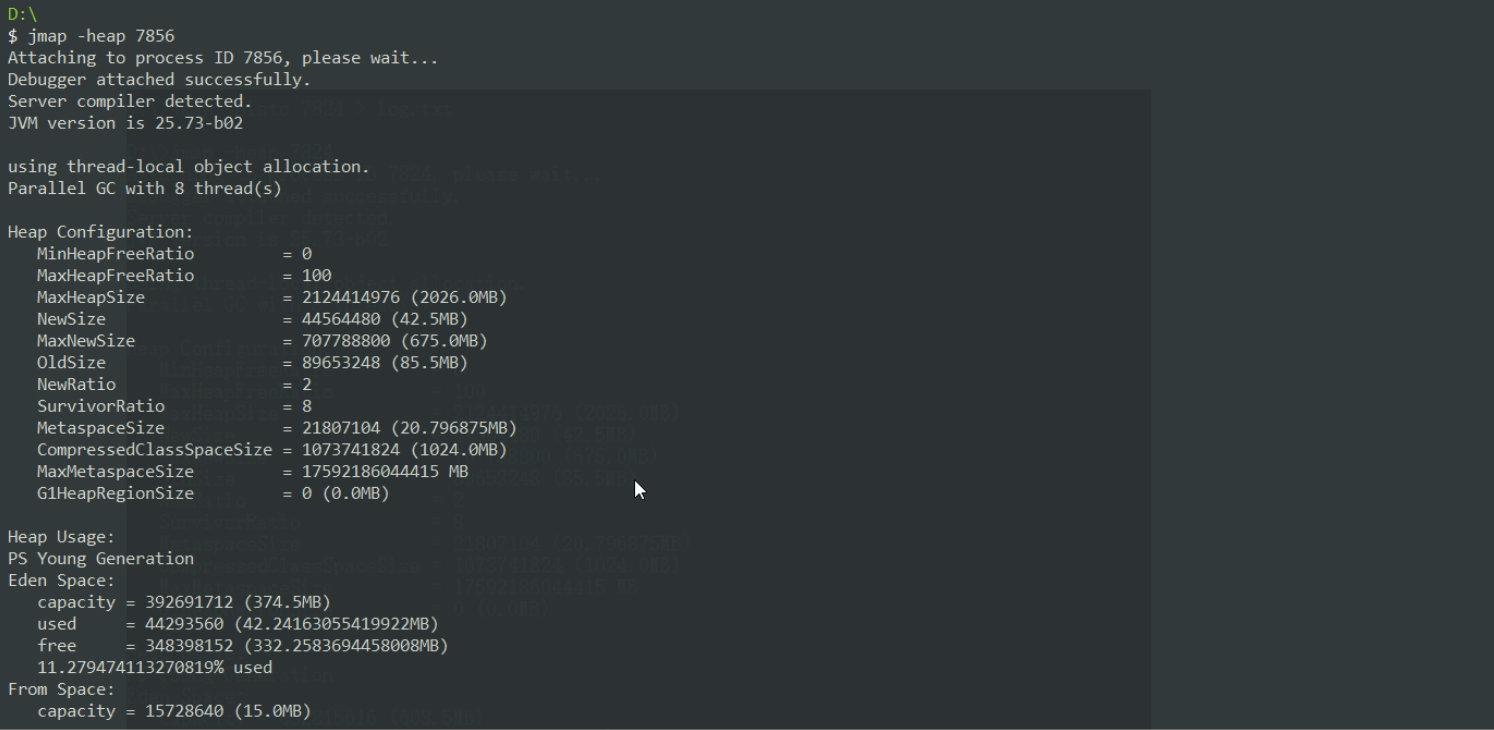 D:\
$ jmap -heap 7856
Attaching to process ID 7856, please wait...
Debugger attached successfully.
Server compiler detected.
JVM version is 25.73-b02

using thread-local object allocation.
Parallel GC with 8 thread(s)

Heap Configuration:
   MinHeapFreeRatio         = 0
   MaxHeapFreeRatio         = 100
   MaxHeapSize              = 2124414976 (2026.0MB)
   NewSize                  = 44564480 (42.5MB)
   MaxNewSize               = 707788800 (675.0MB)
   OldSize                  = 89653248 (85.5MB)
   NewRatio                 = 2
   SurvivorRatio            = 8
   MetaspaceSize            = 21807104 (20.796875MB)
   CompressedClassSpaceSize = 1073741824 (1024.0MB)
   MaxMetaspaceSize         = 17592186044415 MB
   G1HeapRegionSize         = 0 (0.0MB)

Heap Usage:
PS Young Generation
Eden Space:
   capacity = 392691712 (374.5MB)
   used     = 44293560 (42.24163055419922MB)
   free     = 348398152 (332.2583694458008MB)
   11.279474113270819% used
From Space:
   capacity = 15728640 (15.0MB)